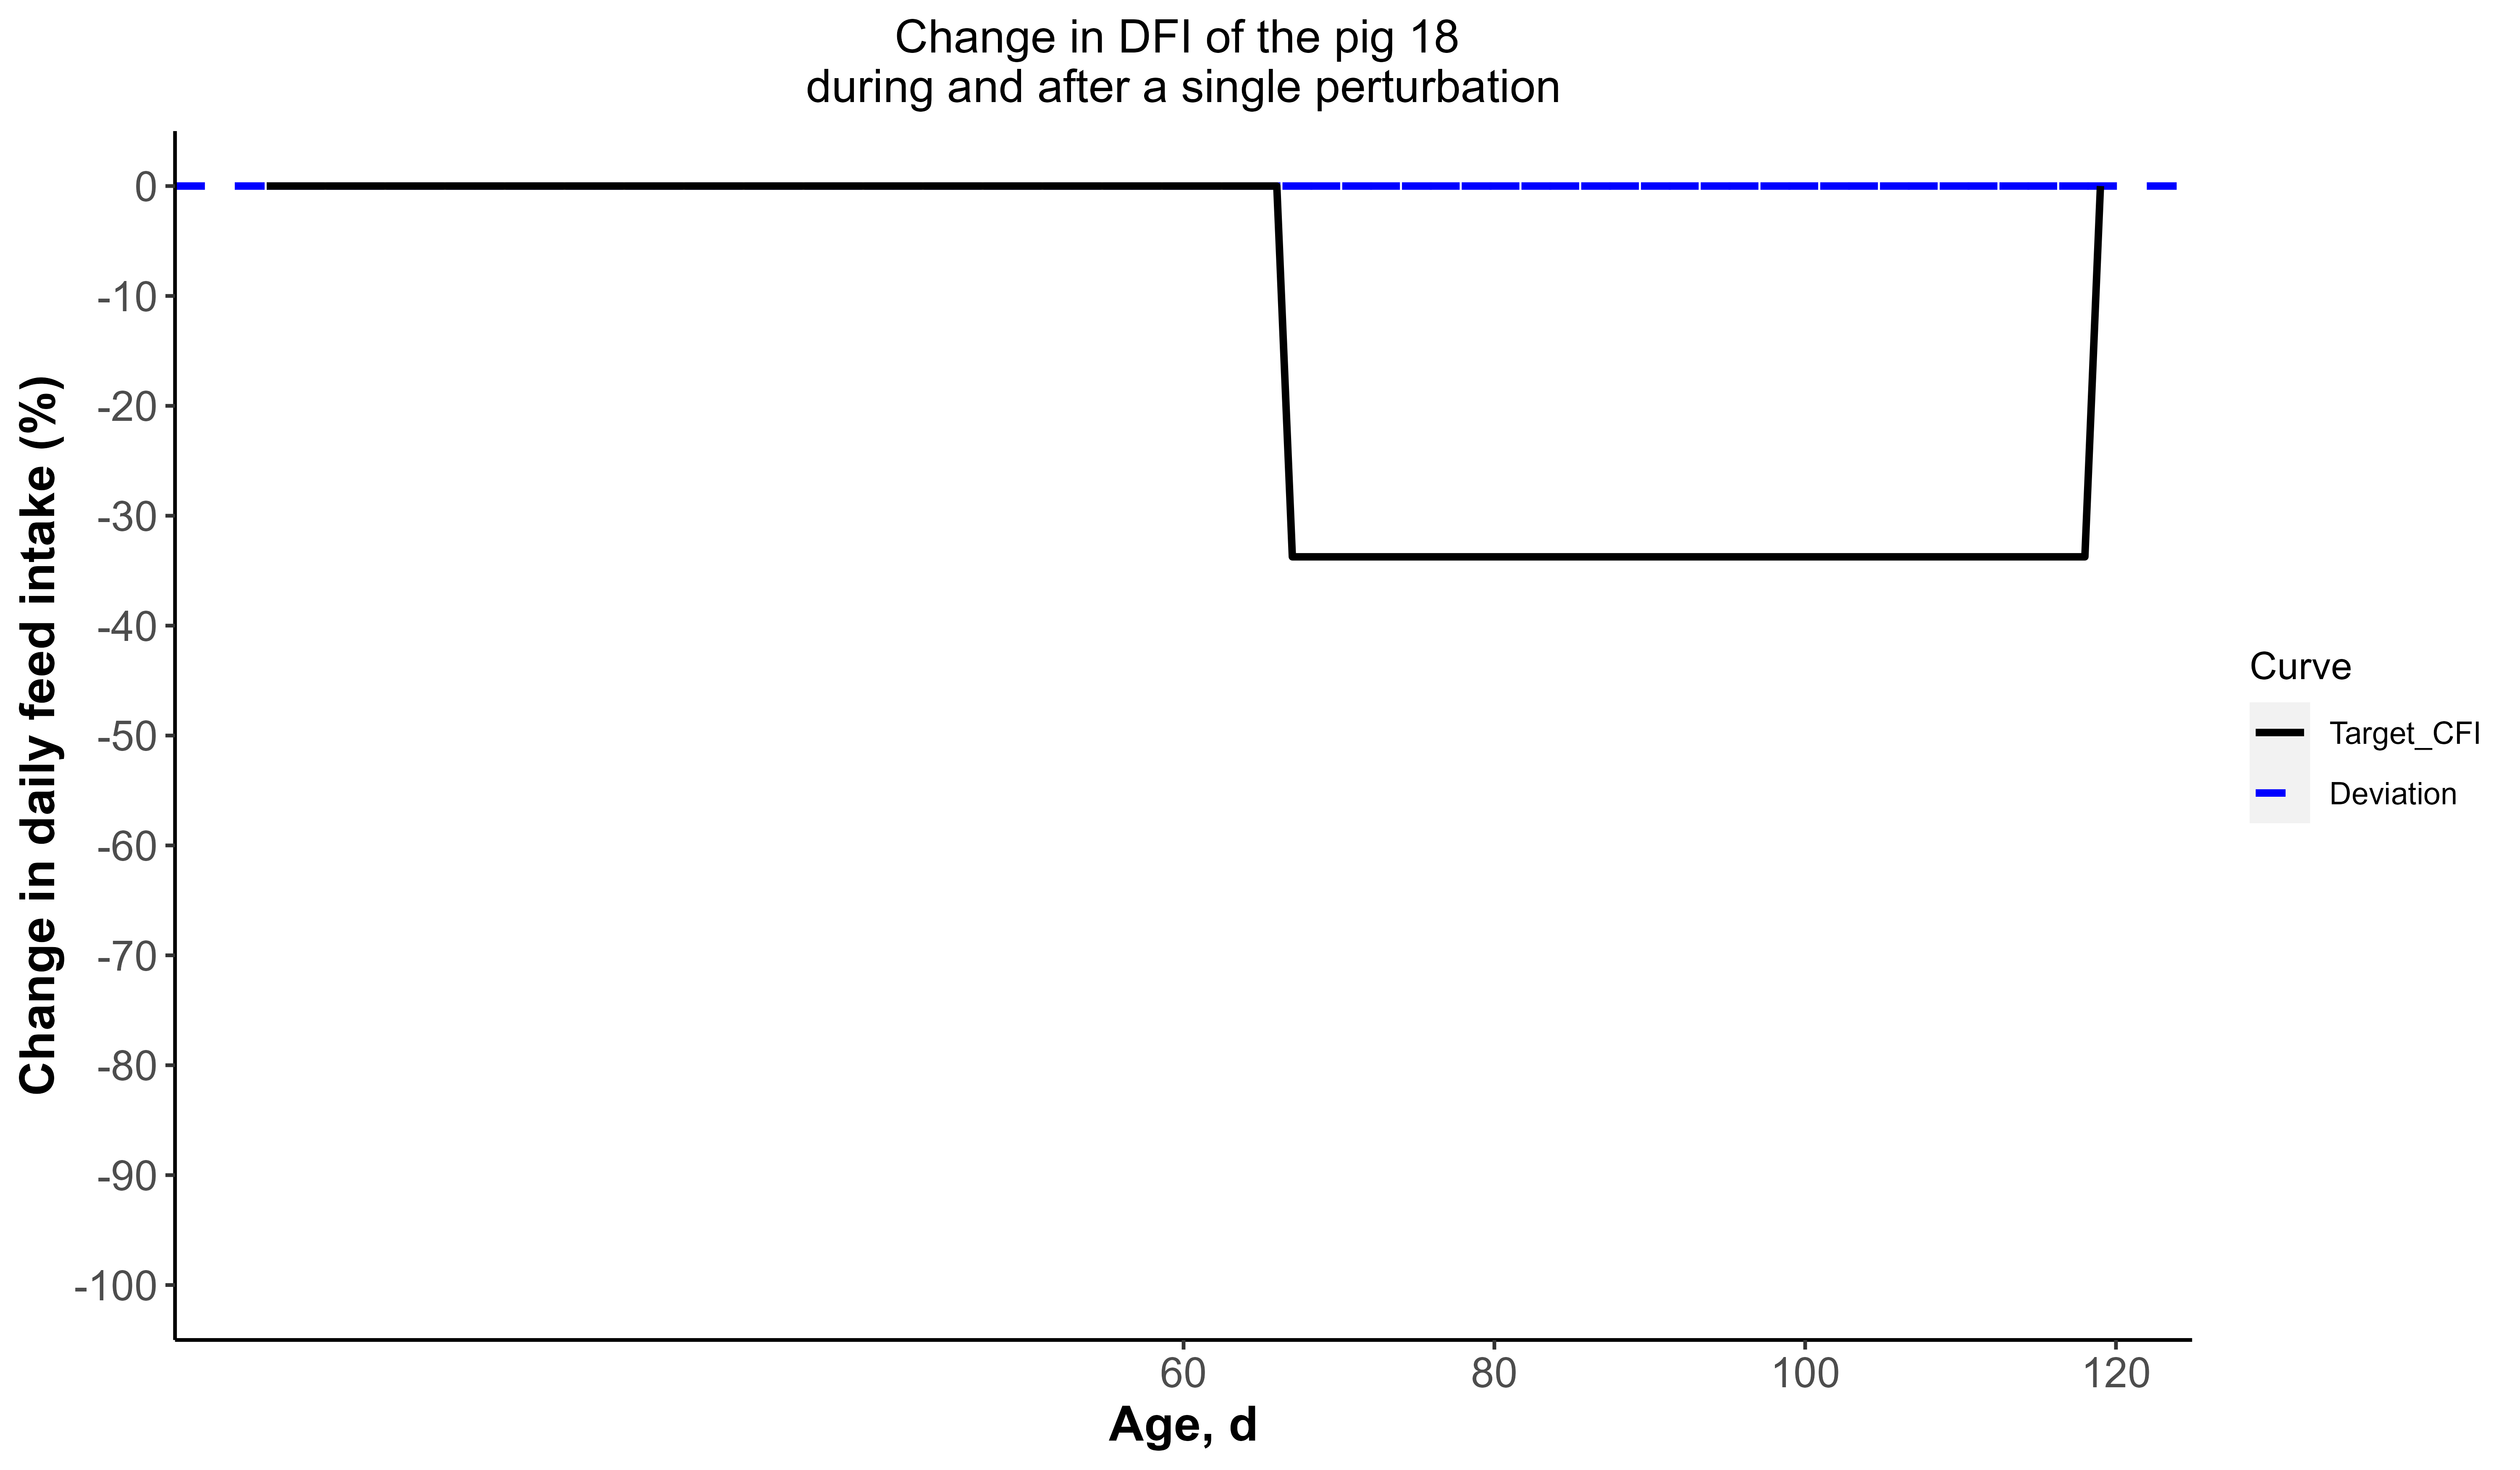 Change in DFI of the pig 18
during and after a single perturbation
Change in daily feed intake (%)
0
-10
-20
-30
-40
-50
-60
-70
-80
-90
-100
60
80
100
120
Age, d
Curve
Target_CFI
Deviation